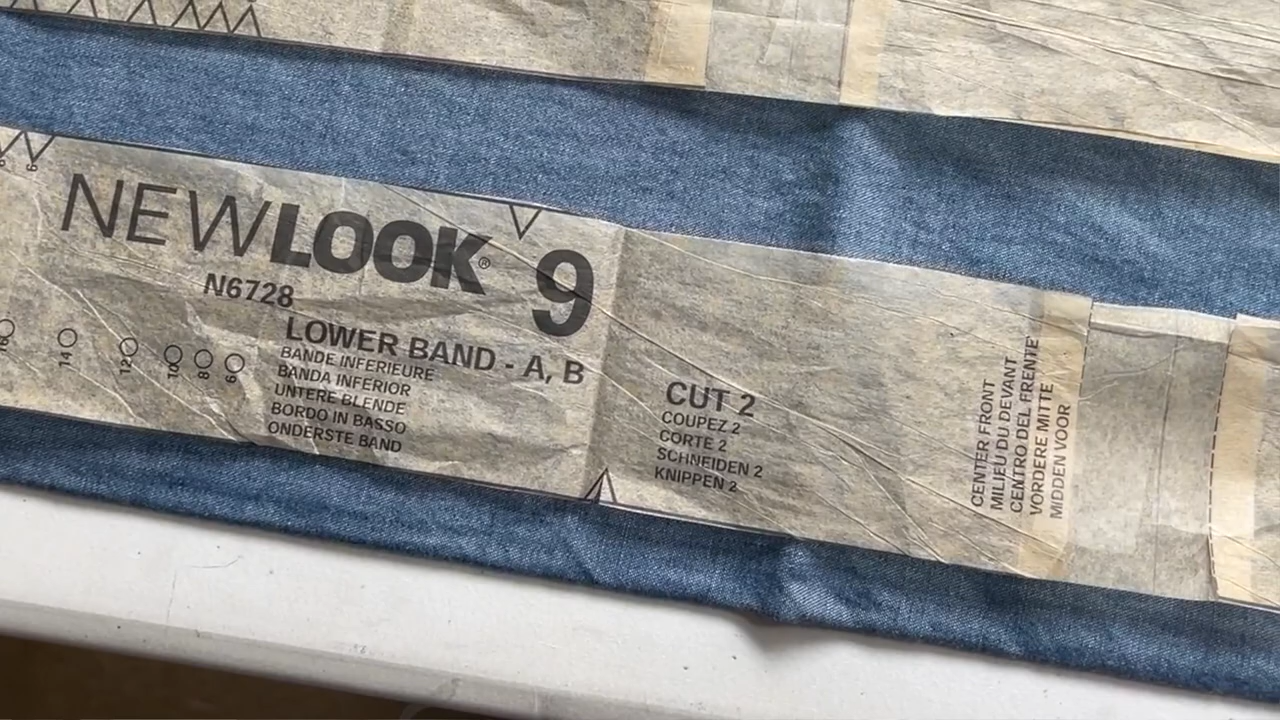 NEWLOOK® 9
N6728
LOWER BAND - A, B
BANDE INFERIEURE
BANDA INFERIOR
UNTERE BLENDE
BORDO IN BASSO
ONDERSTE BAND
16 14 12 10 8 6
6
CUT 2
COUPEZ 2
CORTE 2
SCHNEIDEN 2
KNIPPEN 2
CENTER FRONT
MILIEU DU DEVANT
CENTRO DEL FRENTE
VORDERE MITTE
MIDDEN VOOR